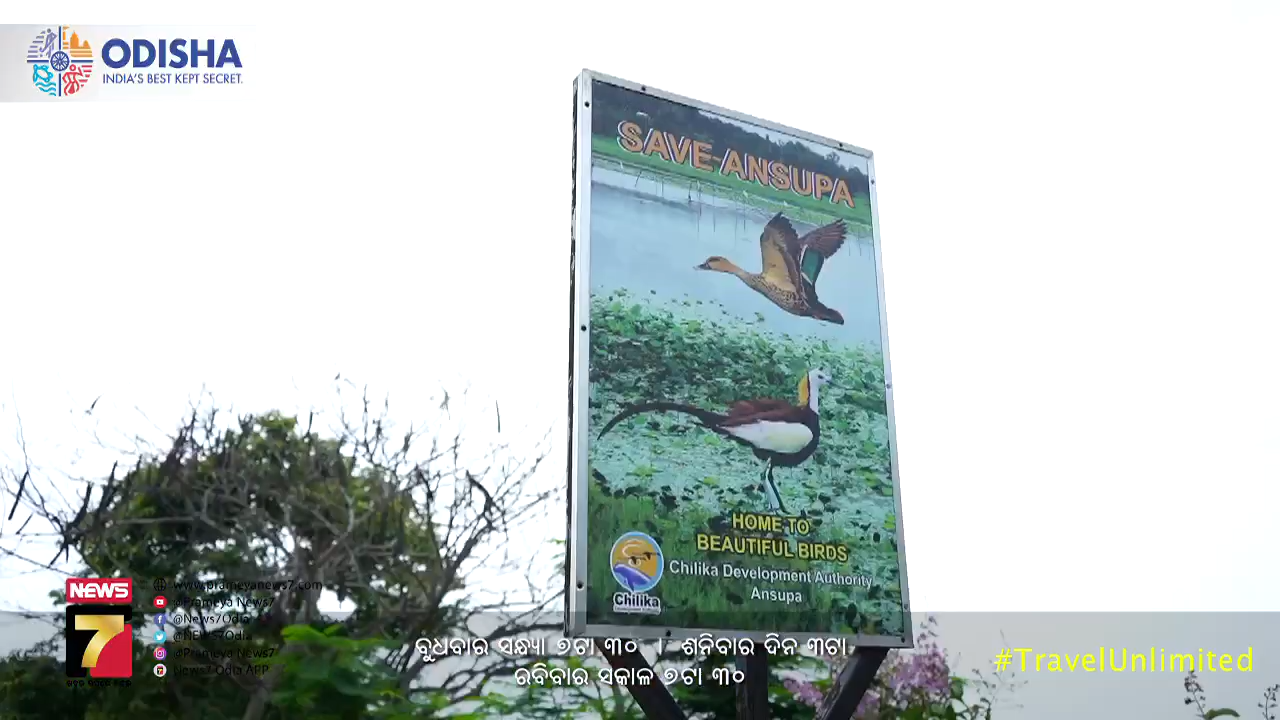 ODISHA
INDIA'S BEST KEPT SECRET.
SAVE ANSUPA
HOME TO
BEAUTIFUL BIRDS
Chilika Development Authority
Ansupa
Chilika
NEWS
7
www.prameyanews7.com
@Prameya News7
@News7Odia
@NEWS7Odia
@Prameya News7
News7 Odia APP
ବୁଧବାର ସନ୍ଧ୍ୟା ୭ଟା ୩୦ । ଶନିବାର ଦିନ ୩ଟା
ରବିବାର ସକାଳ ୭ଟା ୩୦
#TravelUnlimited